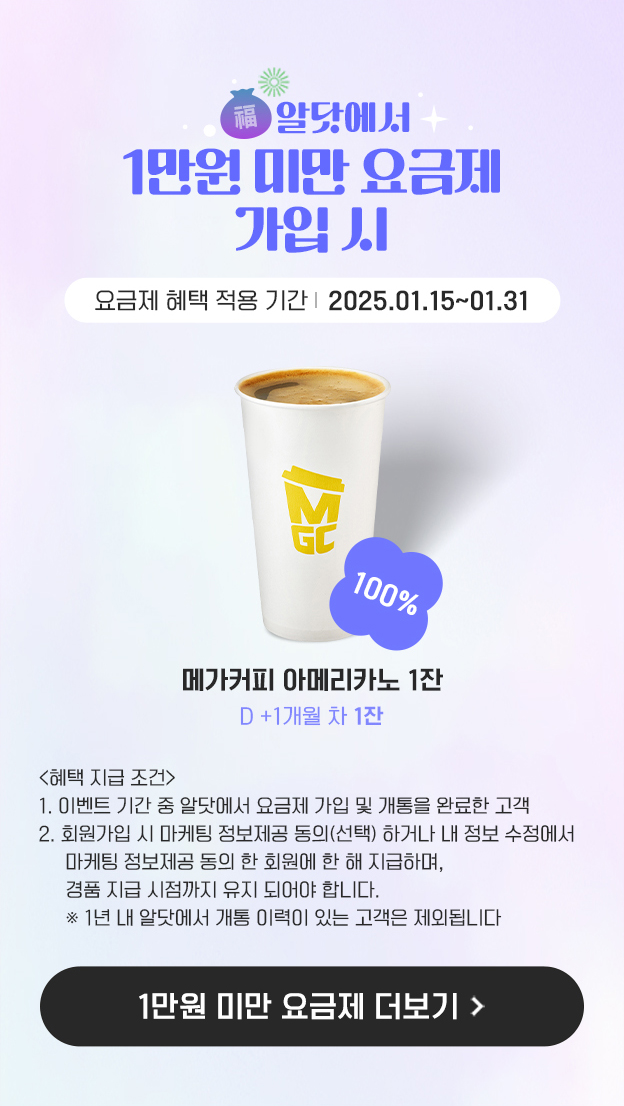 福 알닷에서
1만원 미만 요금제
가입 시
요금제 혜택 적용 기간 | 2025.01.15~01.31
MGC
100%
메가커피 아메리카노 1잔
D +1개월 차 1잔
<혜택 지급 조건>
1. 이벤트 기간 중 알닷에서 요금제 가입 및 개통을 완료한 고객
2. 회원가입 시 마케팅 정보제공 동의(선택) 하거나 내 정보 수정에서
마케팅 정보제공 동의 한 회원에 한 해 지급하며,
경품 지급 시점까지 유지 되어야 합니다.
※ 1년 내 알닷에서 개통 이력이 있는 고객은 제외됩니다
1만원 미만 요금제 더보기 >